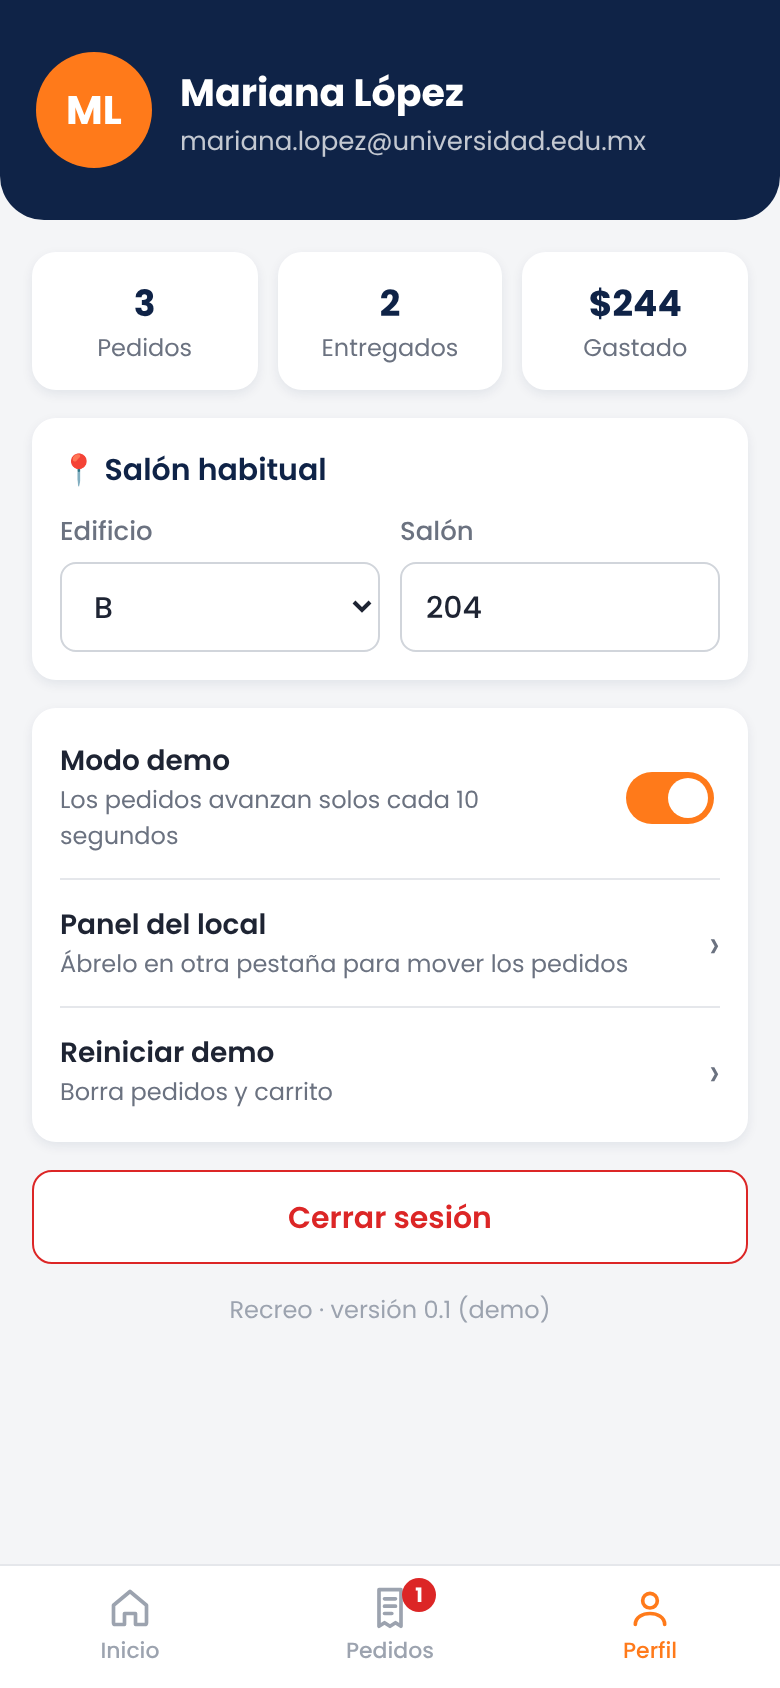 ML
Mariana López
mariana.lopez@universidad.edu.mx
3
Pedidos
2
Entregados
$244
Gastado
Salón habitual
Edificio
B
Salón
204
Modo demo
Los pedidos avanzan solos cada 10
segundos
Panel del local
Ábrelo en otra pestaña para mover los pedidos
›
Reiniciar demo
Borra pedidos y carrito
›
Cerrar sesión
Recreo · versión 0.1 (demo)
Inicio
1
Pedidos
Perfil